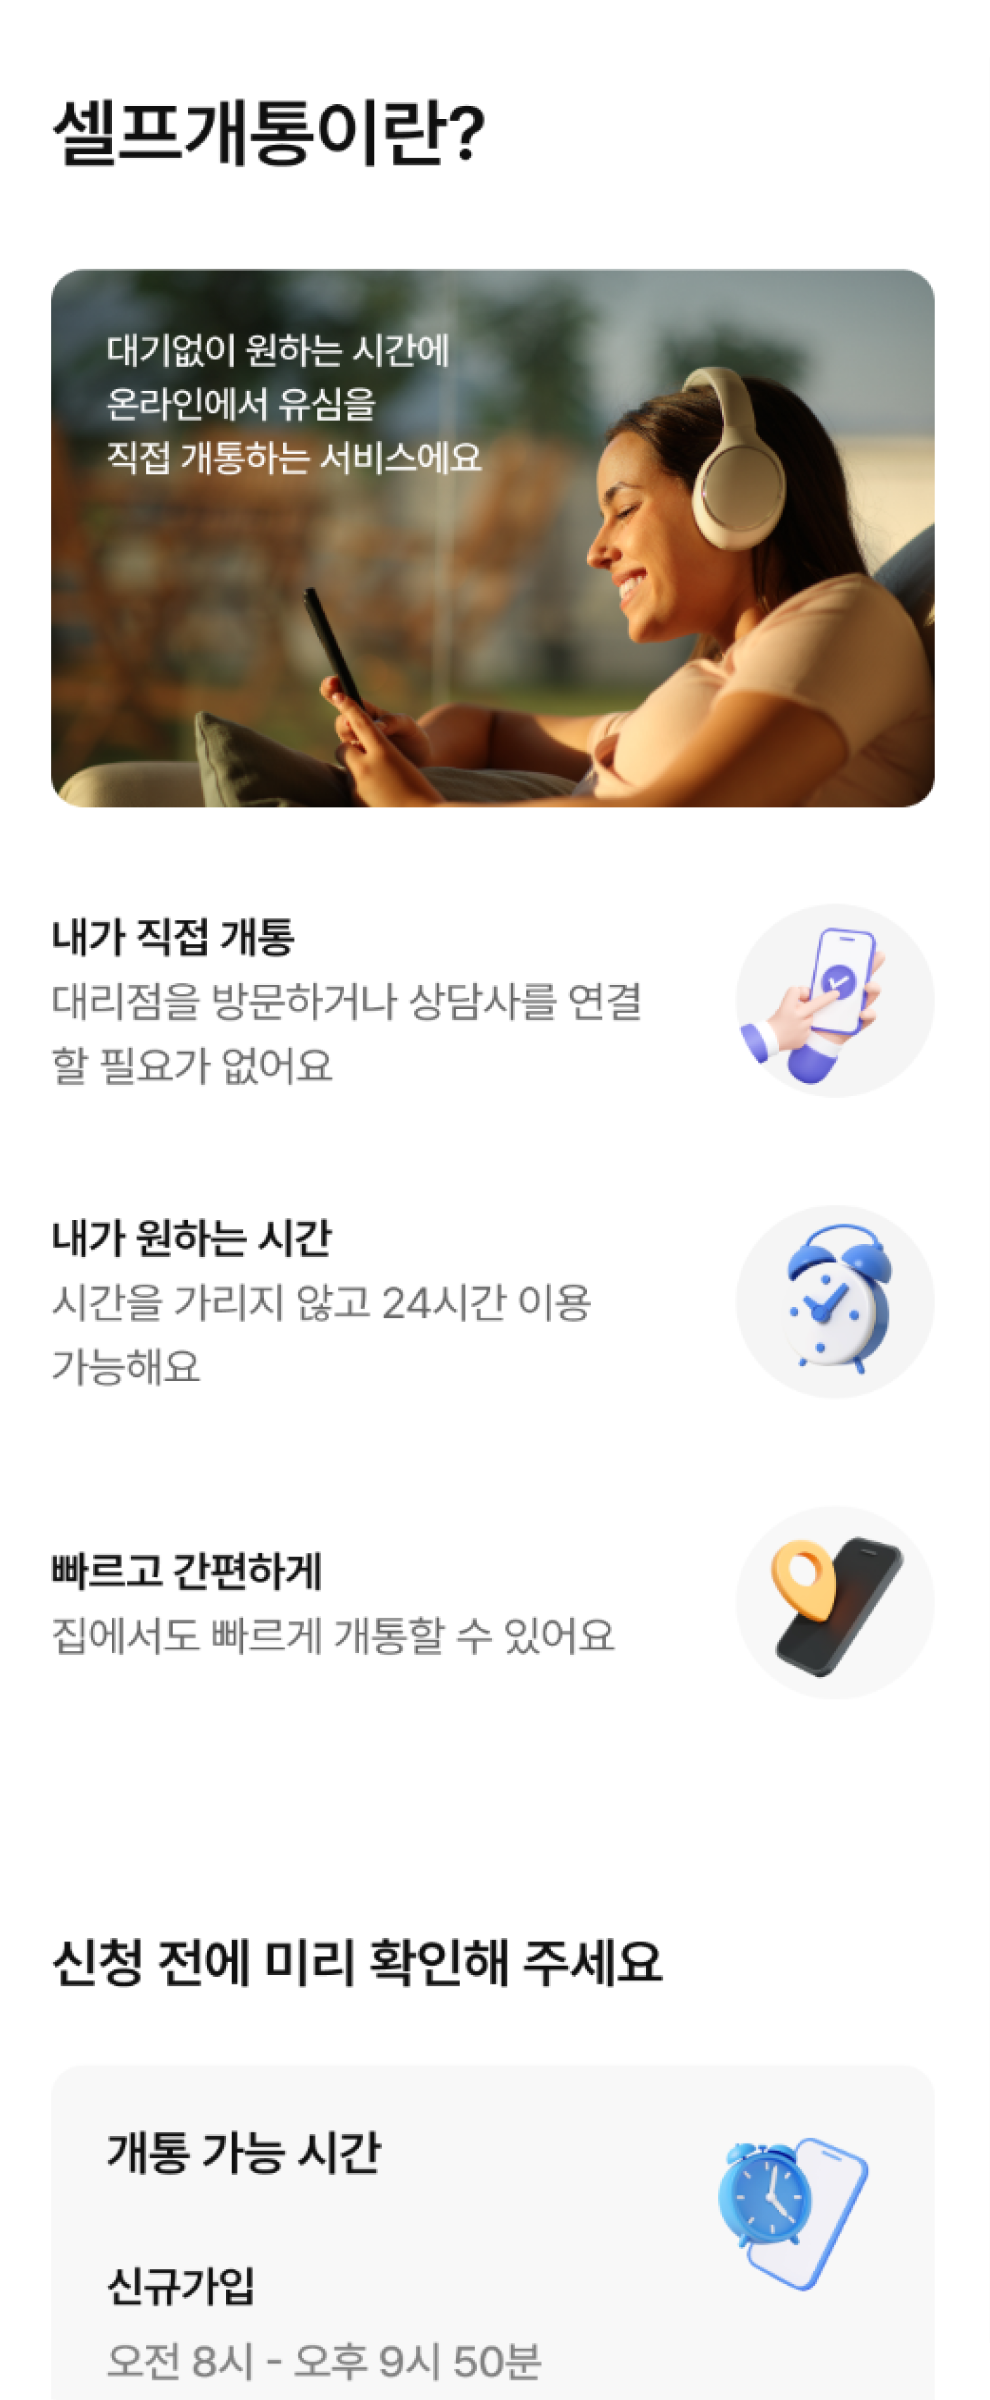 셀프개통이란?
대기없이 원하는 시간에
온라인에서 유심을
직접 개통하는 서비스에요
내가 직접 개통
대리점을 방문하거나 상담사를 연결
할 필요가 없어요
내가 원하는 시간
시간을 가리지 않고 24시간 이용
가능해요
빠르고 간편하게
집에서도 빠르게 개통할 수 있어요
신청 전에 미리 확인해 주세요
개통 가능 시간
신규가입
오전 8시 - 오후 9시 50분